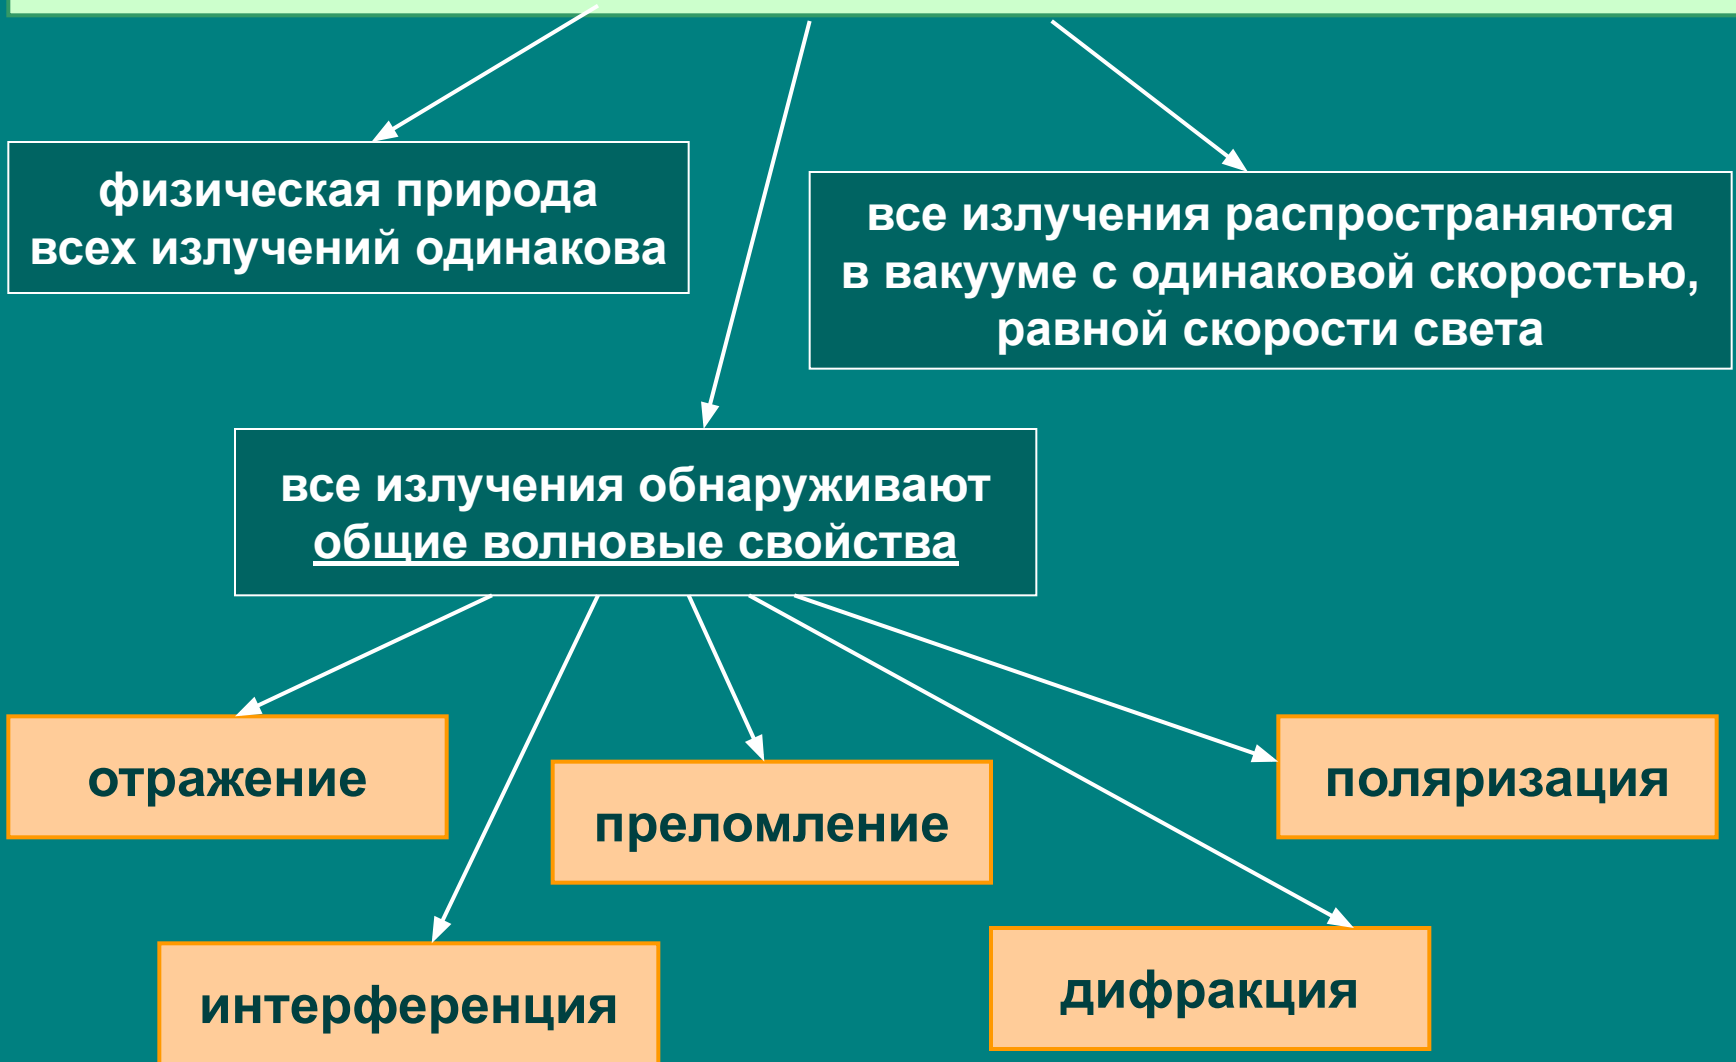 физическая природа
всех излучений одинакова
все излучения распространяются
в вакууме с одинаковой скоростью,
равной скорости света
все излучения обнаруживают
общие волновые свойства
отражение
преломление
поляризация
интерференция
дифракция